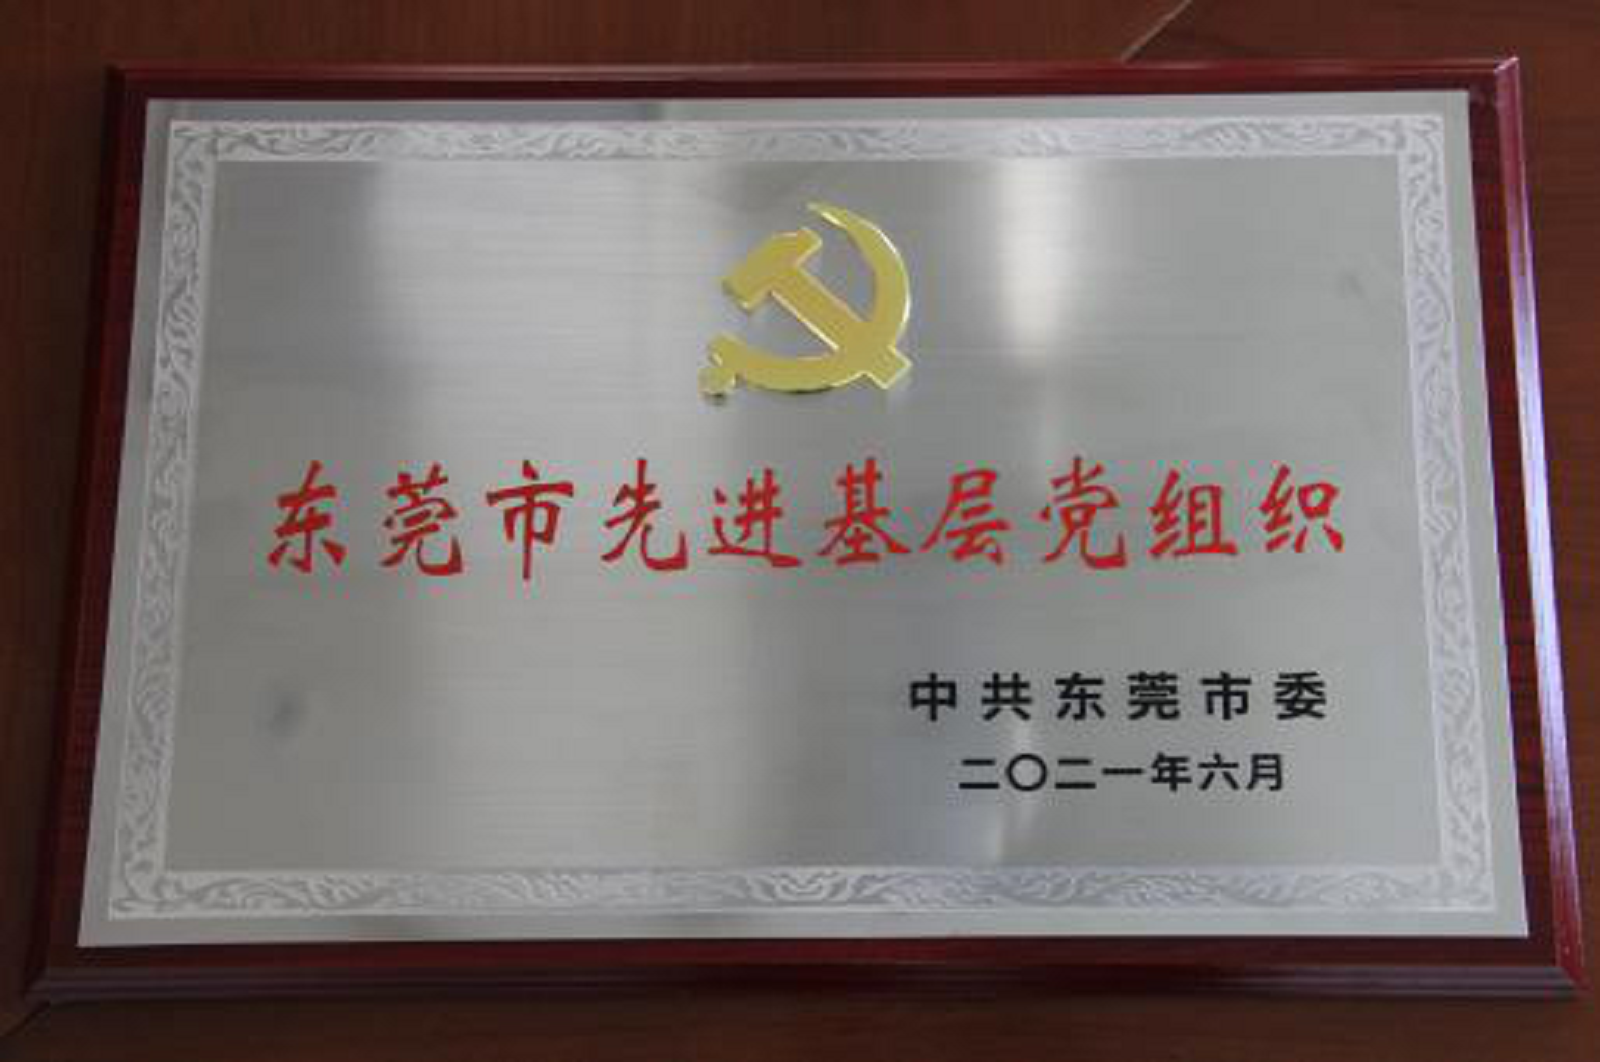 东莞市先进基层党组织
中共东莞市委
二〇二一年六月